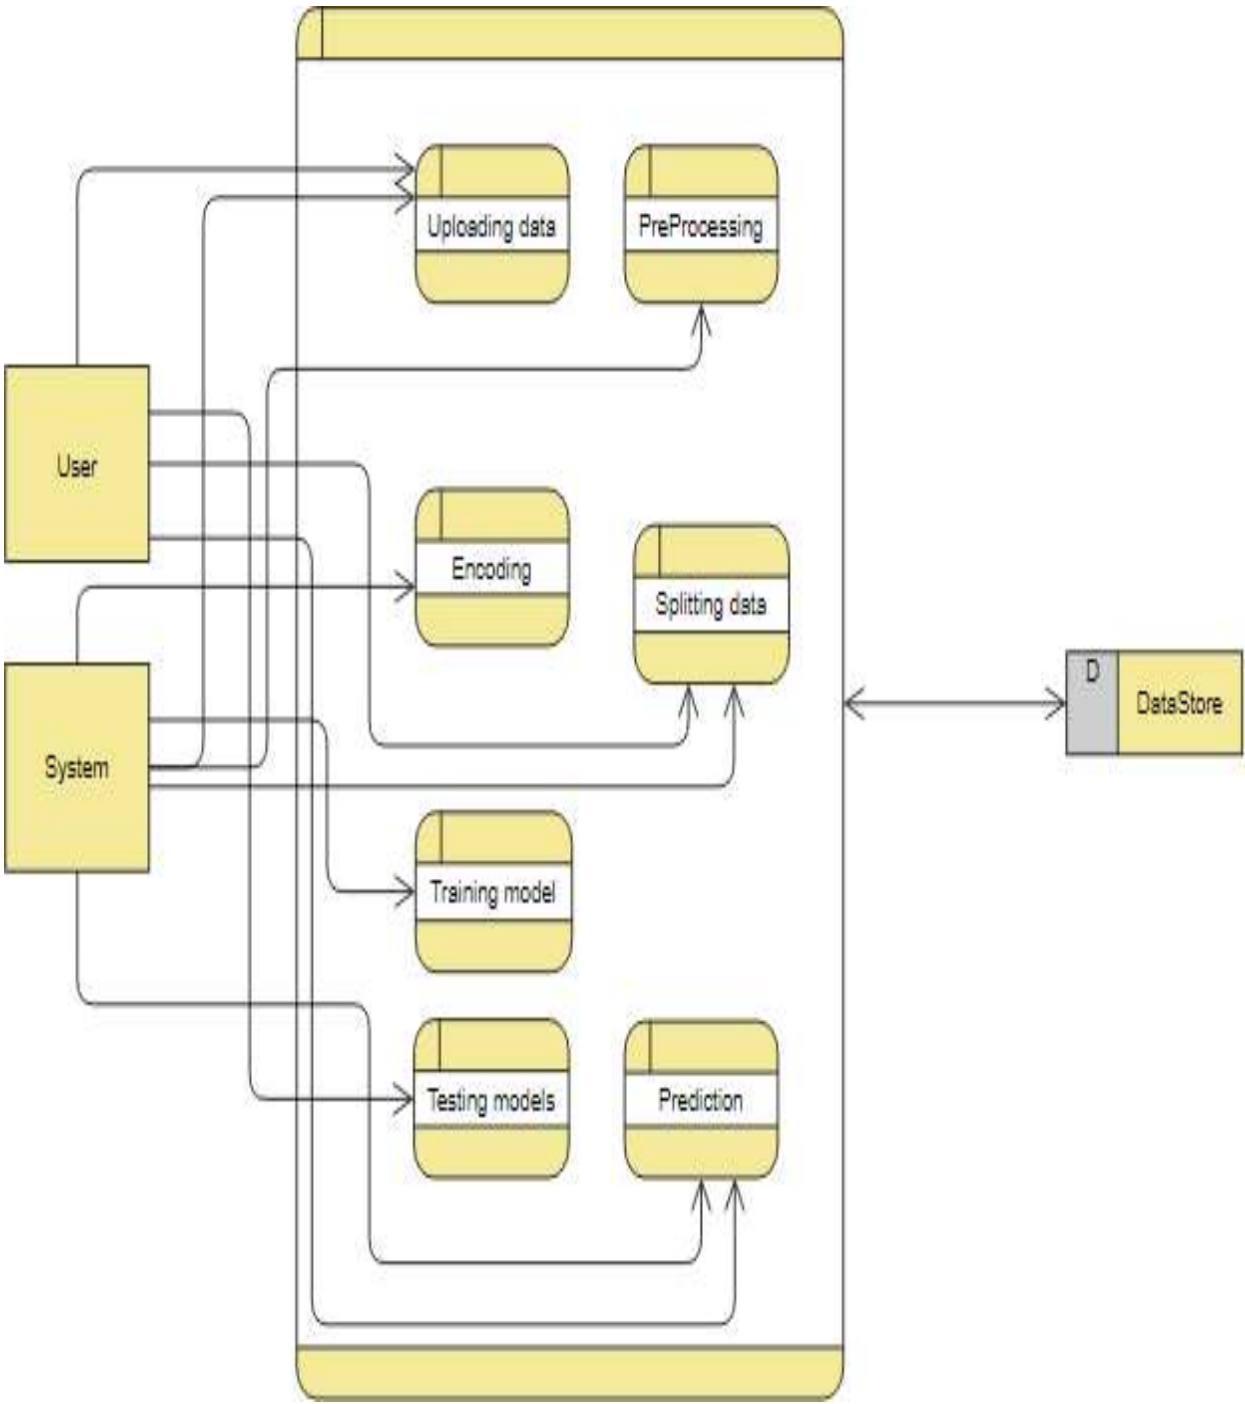 Uploading data
PreProcessing
User
Encoding
Splitting data
D
DataStore
System
Training model
Testing models
Prediction